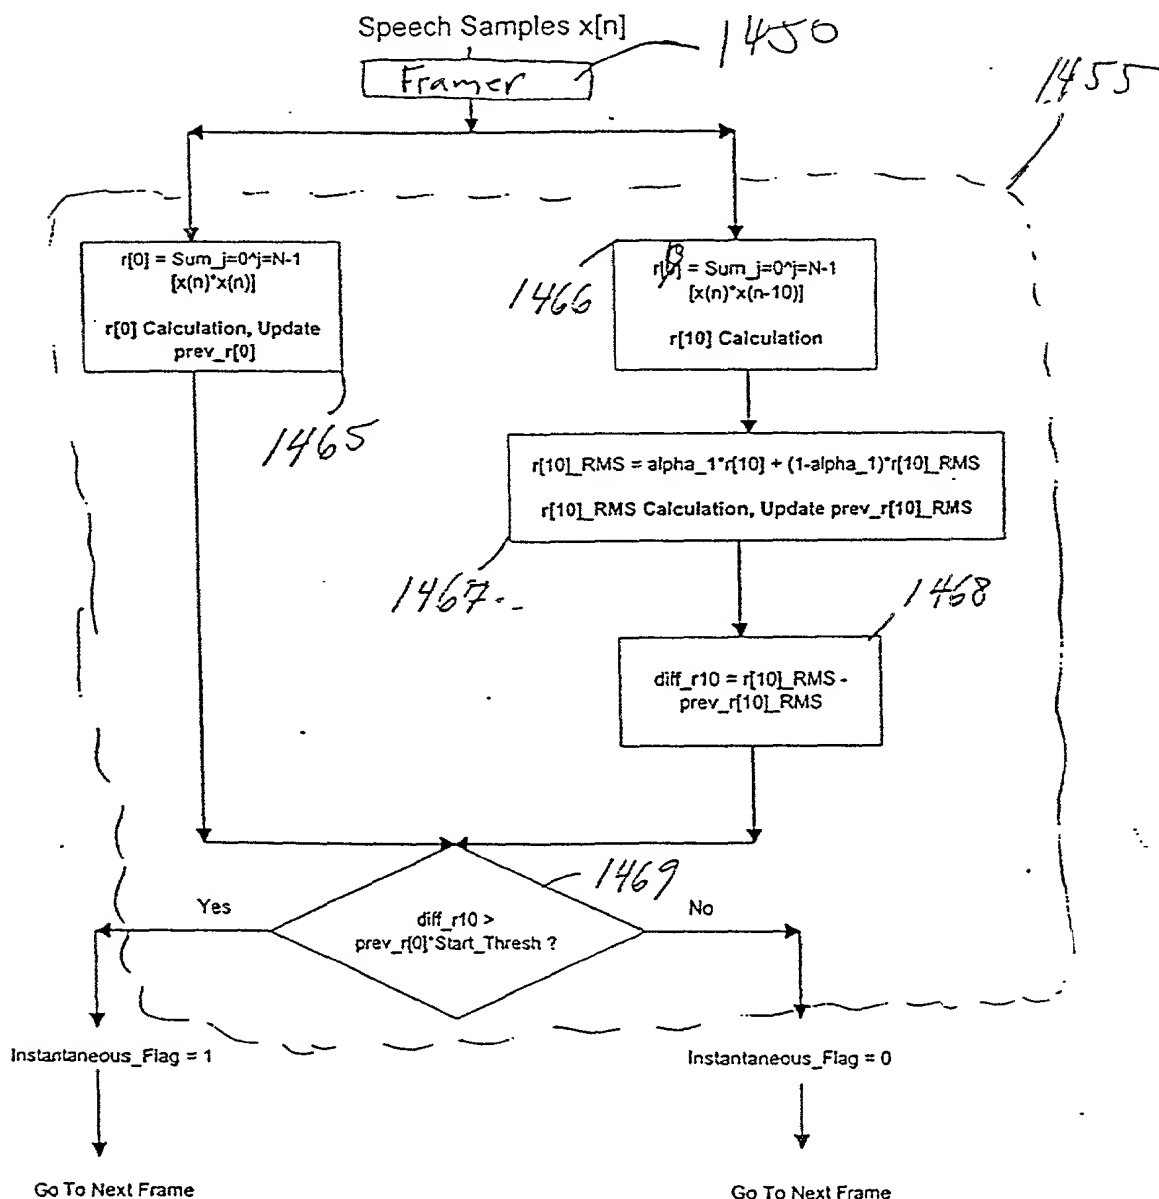 Speech Samples x[n]
1450
Framer
1455
r[0] = Sum_j=0^j=N-1
[x(n)*x(n)]
r[0] Calculation, Update
prev_r[0]
1465
1466
= Sum_j=0^j=N-1
[x(n)*x(n-10)]
r[10] Calculation
r[10]_RMS = alpha_1*r[10] + (1-alpha_1)*r[10]_RMS
r[10]_RMS Calculation, Update prev_r[10]_RMS
1467
1468
diff_r10 = r[10]_RMS -
prev_r[10]_RMS
1469
Yes
No
diff_r10 >
prev_r[0]*Start_Thresh ?
Instantaneous_Flag = 1
Instantaneous_Flag = 0
Go To Next Frame
Go To Next Frame